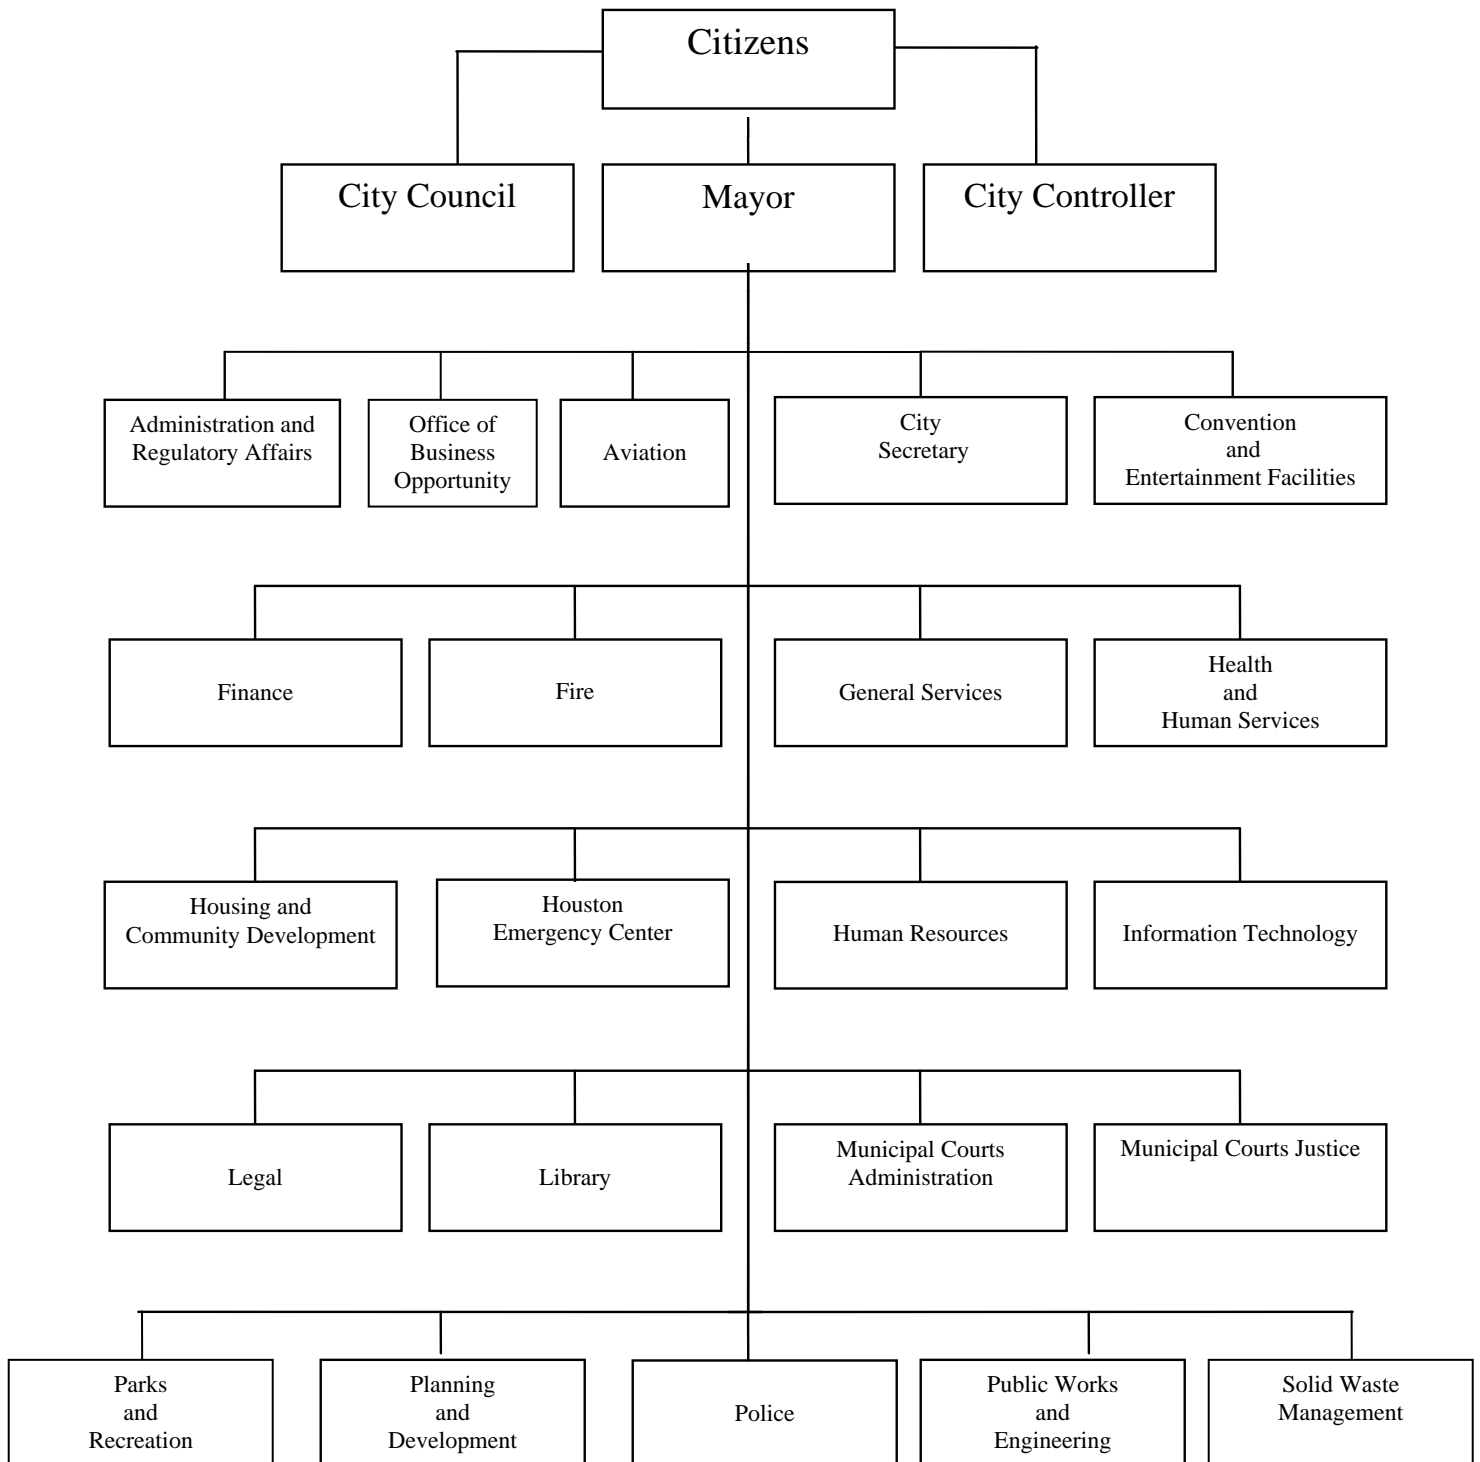 Citizens
City Council
Mayor
City Controller
Administration and
Regulatory Affairs
Office of
Business
Opportunity
Aviation
City
Secretary
Convention
and
Entertainment Facilities
Finance
Fire
General Services
Health
and
Human Services
Housing and
Community Development
Houston
Emergency Center
Human Resources
Information Technology
Legal
Library
Municipal Courts
Administration
Municipal Courts Justice
Parks
and
Recreation
Planning
and
Development
Police
Public Works
and
Engineering
Solid Waste
Management